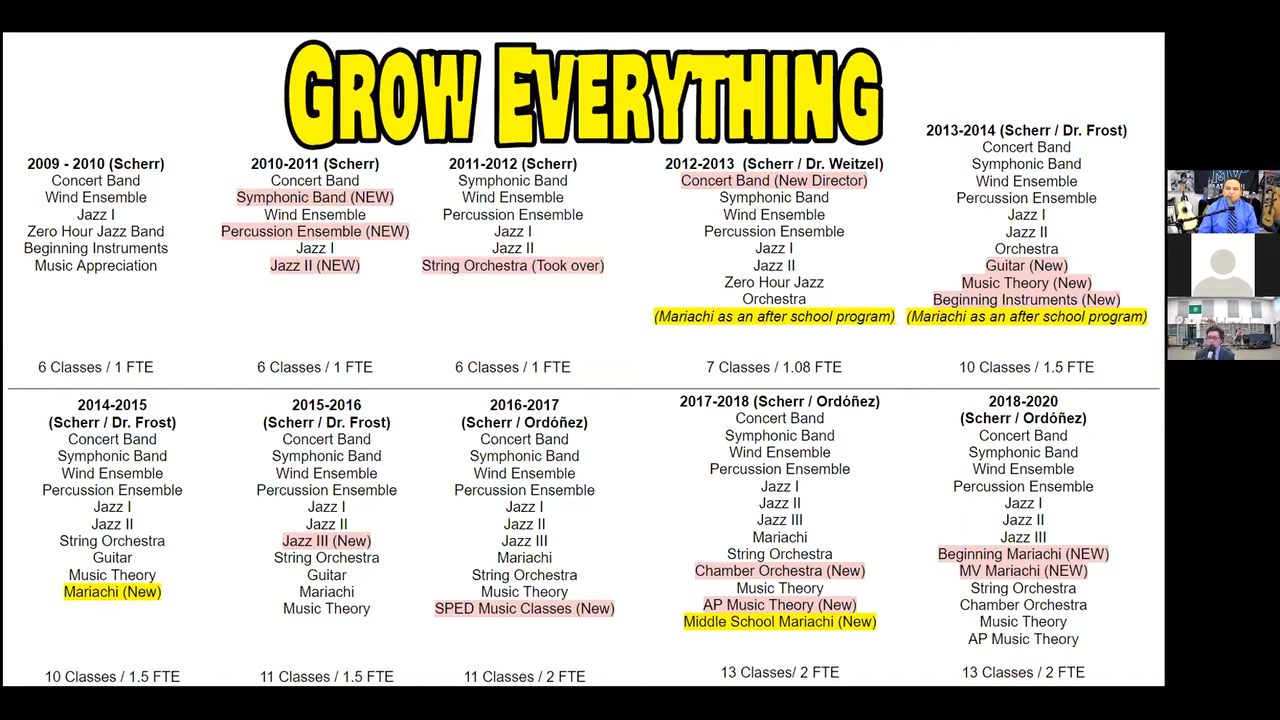 GROW EVERYTHING
2009 - 2010 (Scherr)
Concert Band
Wind Ensemble
Jazz I
Zero Hour Jazz Band
Beginning Instruments
Music Appreciation
6 Classes / 1 FTE
2010-2011 (Scherr)
Concert Band
Symphonic Band (NEW)
Wind Ensemble
Percussion Ensemble (NEW)
Jazz I
Jazz II (NEW)
6 Classes / 1 FTE
2011-2012 (Scherr)
Symphonic Band
Wind Ensemble
Percussion Ensemble
Jazz I
Jazz II
String Orchestra (Took over)
6 Classes / 1 FTE
2012-2013 (Scherr / Dr. Weitzel)
Concert Band (New Director)
Symphonic Band
Wind Ensemble
Percussion Ensemble
Jazz I
Jazz II
Zero Hour Jazz
Orchestra
(Mariachi as an after school program)
7 Classes / 1.08 FTE
2013-2014 (Scherr / Dr. Frost)
Concert Band
Symphonic Band
Wind Ensemble
Percussion Ensemble
Jazz I
Jazz II
Orchestra
Guitar (New)
Music Theory (New)
Beginning Instruments (New)
(Mariachi as an after school program)
10 Classes / 1.5 FTE
2014-2015
(Scherr / Dr. Frost)
Concert Band
Symphonic Band
Wind Ensemble
Percussion Ensemble
Jazz I
Jazz II
String Orchestra
Guitar
Music Theory
Mariachi (New)
10 Classes / 1.5 FTE
2015-2016
(Scherr / Dr. Frost)
Concert Band
Symphonic Band
Wind Ensemble
Percussion Ensemble
Jazz I
Jazz II
Jazz III (New)
String Orchestra
Guitar
Mariachi
Music Theory
11 Classes / 1.5 FTE
2016-2017
(Scherr / Ordóñez)
Concert Band
Symphonic Band
Wind Ensemble
Percussion Ensemble
Jazz I
Jazz II
Jazz III
Mariachi
String Orchestra
Music Theory
SPED Music Classes (New)
11 Classes / 2 FTE
2017-2018 (Scherr / Ordóñez)
Concert Band
Symphonic Band
Wind Ensemble
Percussion Ensemble
Jazz I
Jazz II
Jazz III
Mariachi
String Orchestra
Chamber Orchestra (New)
Music Theory
AP Music Theory (New)
Middle School Mariachi (New)
13 Classes/ 2 FTE
2018-2020
(Scherr / Ordóñez)
Concert Band
Symphonic Band
Wind Ensemble
Percussion Ensemble
Jazz I
Jazz II
Jazz III
Beginning Mariachi (NEW)
MV Mariachi (NEW)
String Orchestra
Chamber Orchestra
Music Theory
AP Music Theory
13 Classes / 2 FTE